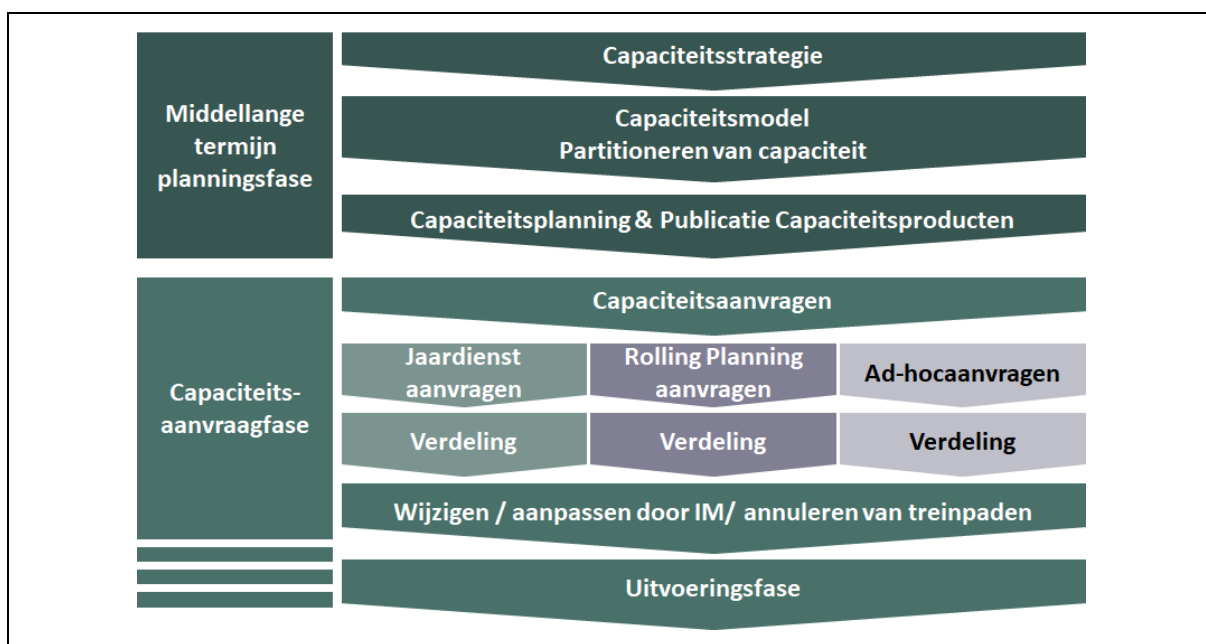 Middellange
termijn
planningsfase
Capaciteitsstrategie
Capaciteitsmodel
Partitioneren van capaciteit
Capaciteitsplanning & Publicatie Capaciteitsproducten
Capaciteits-
aanvraagfase
Capaciteitsaanvragen
Jaardienst
aanvragen
Rolling Planning
aanvragen
Ad-hocaanvragen
Verdeling
Verdeling
Verdeling
Wijzigen / aanpassen door IM/ annuleren van treinpaden
Uitvoeringsfase